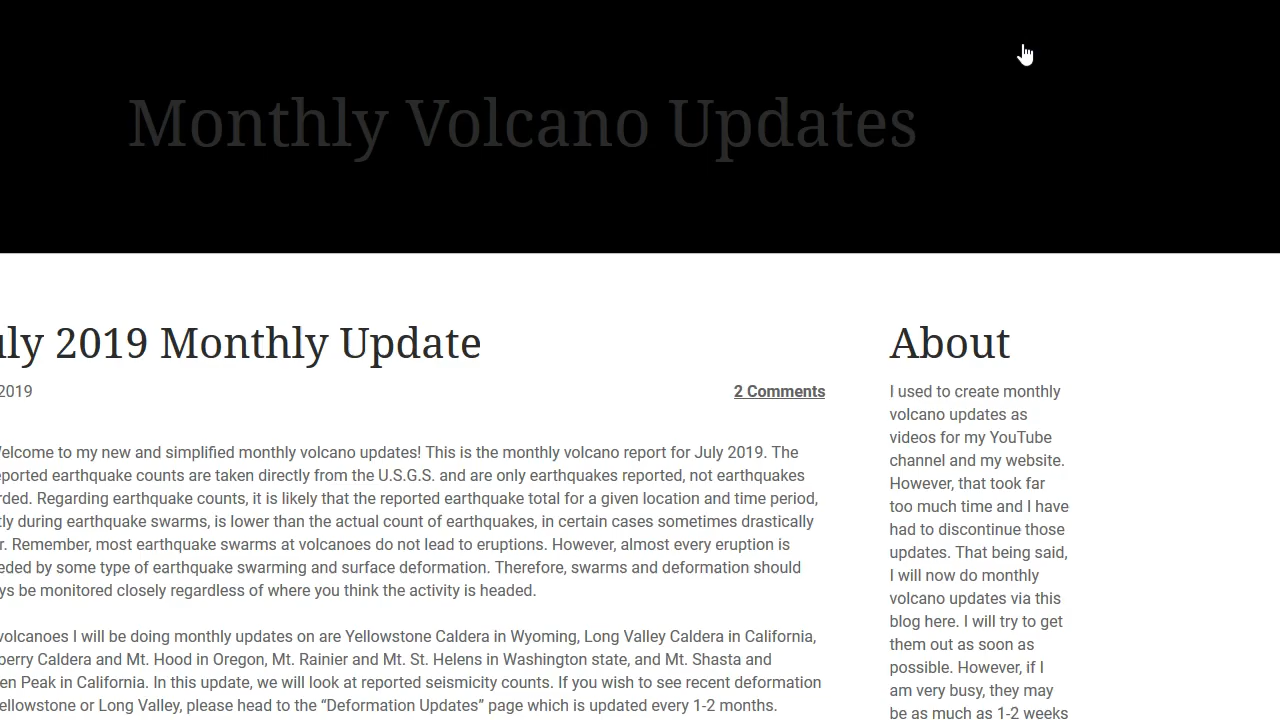 Monthly Volcano Updates
uly 2019 Monthly Update
2019
2 Comments
elcome to my new and simplified monthly volcano updates! This is the monthly volcano report for July 2019. The
eported earthquake counts are taken directly from the U.S.G.S. and are only earthquakes reported, not earthquakes
rded. Regarding earthquake counts, it is likely that the reported earthquake total for a given location and time period,
tly during earthquake swarms, is lower than the actual count of earthquakes, in certain cases sometimes drastically
r. Remember, most earthquake swarms at volcanoes do not lead to eruptions. However, almost every eruption is
eded by some type of earthquake swarming and surface deformation. Therefore, swarms and deformation should
ys be monitored closely regardless of where you think the activity is headed.
volcanoes I will be doing monthly updates on are Yellowstone Caldera in Wyoming, Long Valley Caldera in California,
berry Caldera and Mt. Hood in Oregon, Mt. Rainier and Mt. St. Helens in Washington state, and Mt. Shasta and
en Peak in California. In this update, we will look at reported seismicity counts. If you wish to see recent deformation
ellowstone or Long Valley, please head to the “Deformation Updates” page which is updated every 1-2 months.
About
I used to create monthly
volcano updates as
videos for my YouTube
channel and my website.
However, that took far
too much time and I have
had to discontinue those
updates. That being said,
I will now do monthly
volcano updates via this
blog here. I will try to get
them out as soon as
possible. However, if I
am very busy, they may
be as much as 1-2 weeks